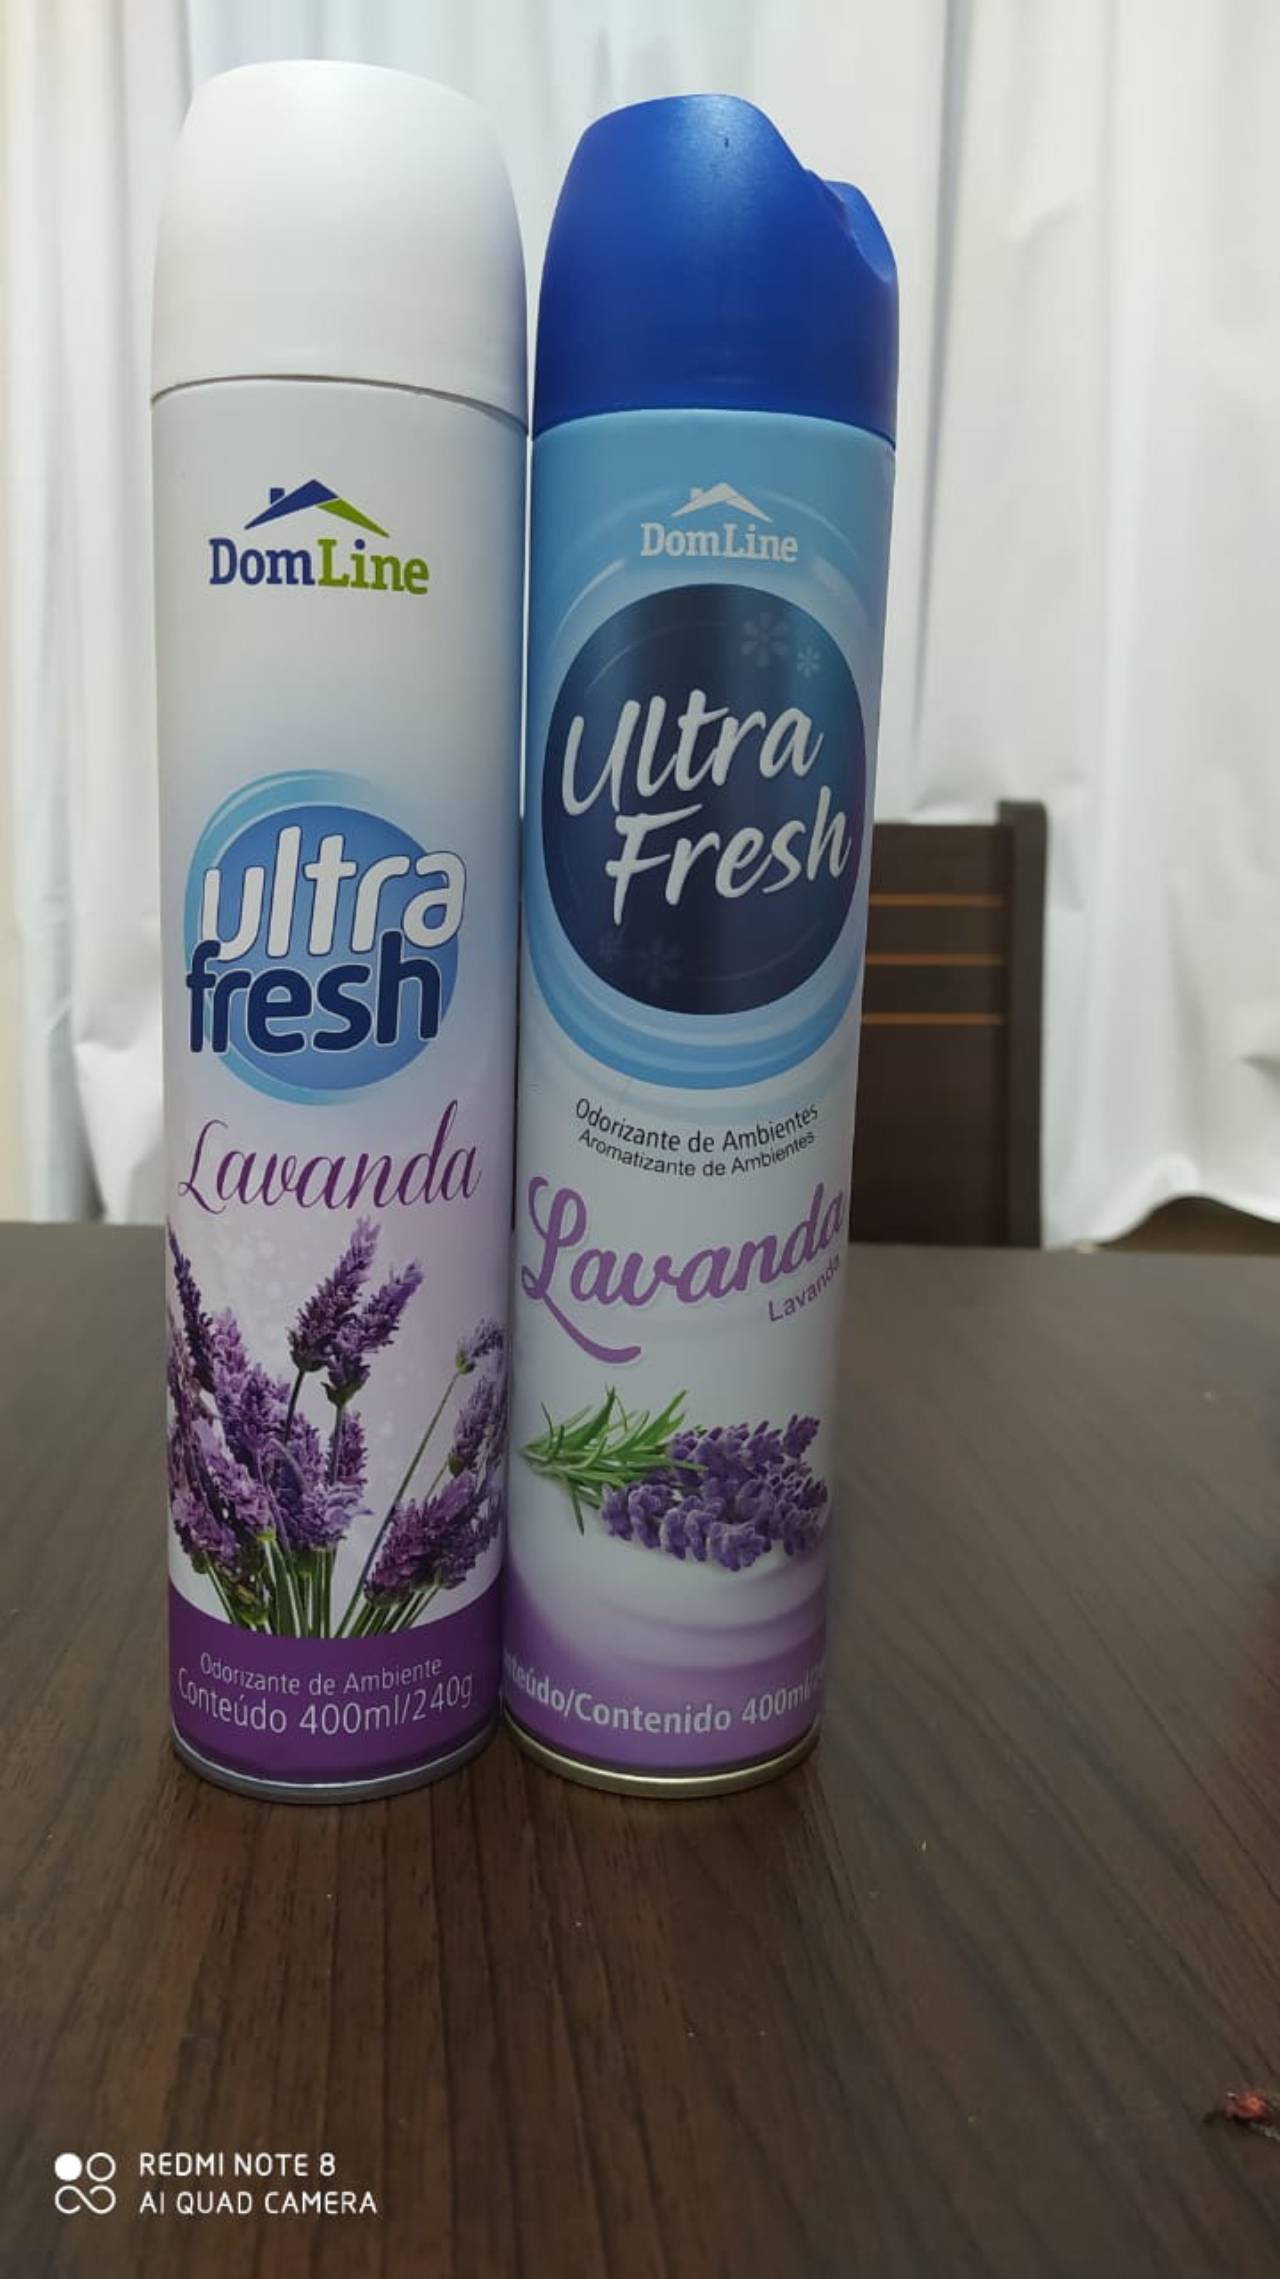 DomLine
ultra
fresh
Lavanda
Odorizante de Ambiente
Conteúdo 400ml/240g
DomLine
Ultra
Fresh
Odorizante de Ambientes
Aromatizante de Ambientes
Lavanda
Lavanda
teúdo/Contenido 400ml/
REDMI NOTE 8
AI QUAD CAMERA